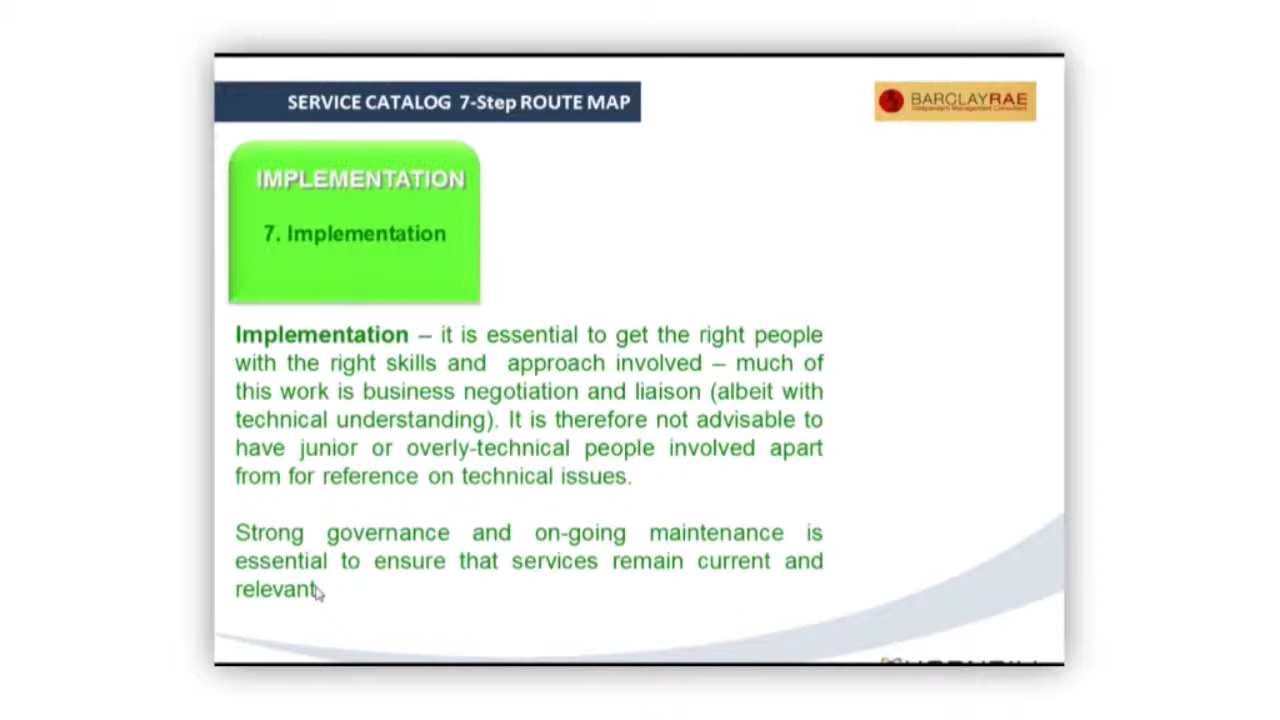 SERVICE CATALOG 7-Step ROUTE MAP
BARCLAYRAE
Independent Management Consultant
IMPLEMENTATION
7. Implementation
Implementation – it is essential to get the right people
with the right skills and approach involved – much of
this work is business negotiation and liaison (albeit with
technical understanding). It is therefore not advisable to
have junior or overly-technical people involved apart
from for reference on technical issues.
Strong governance and on-going maintenance is
essential to ensure that services remain current and
relevant